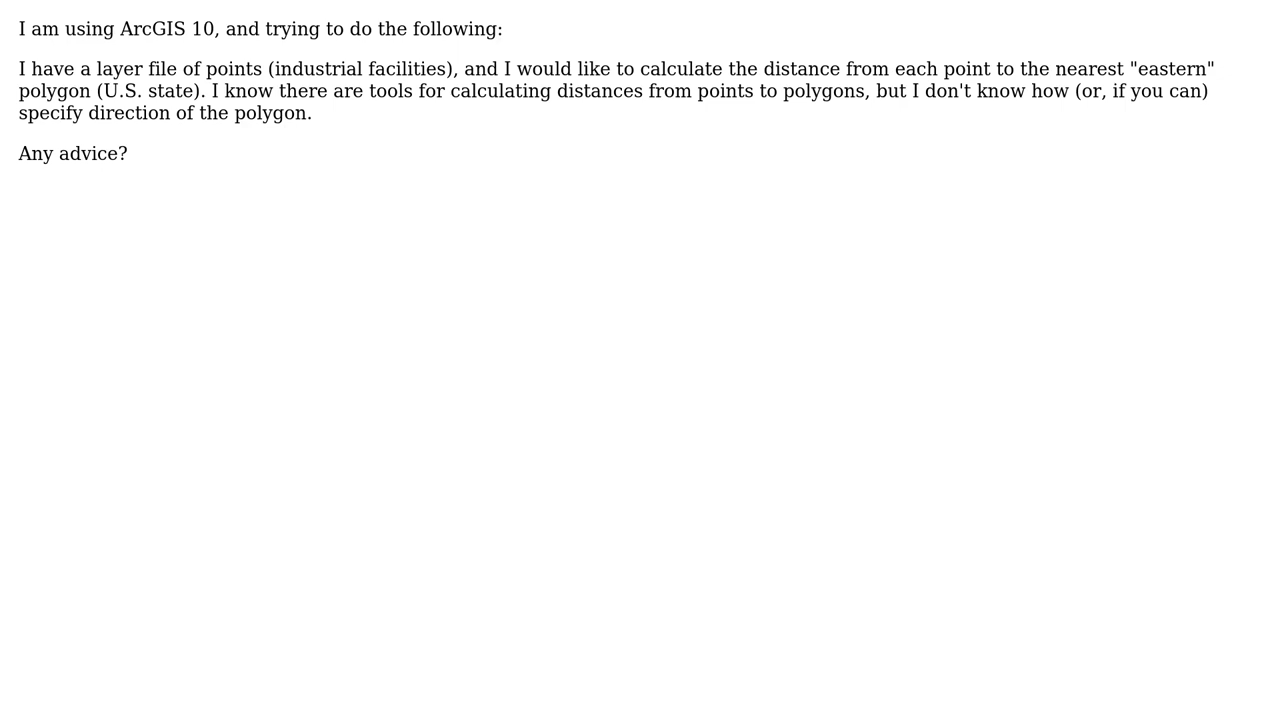 I am using ArcGIS 10, and trying to do the following:
I have a layer file of points (industrial facilities), and I would like to calculate the distance from each point to the nearest "eastern"
polygon (U.S. state). I know there are tools for calculating distances from points to polygons, but I don't know how (or, if you can)
specify direction of the polygon.
Any advice?